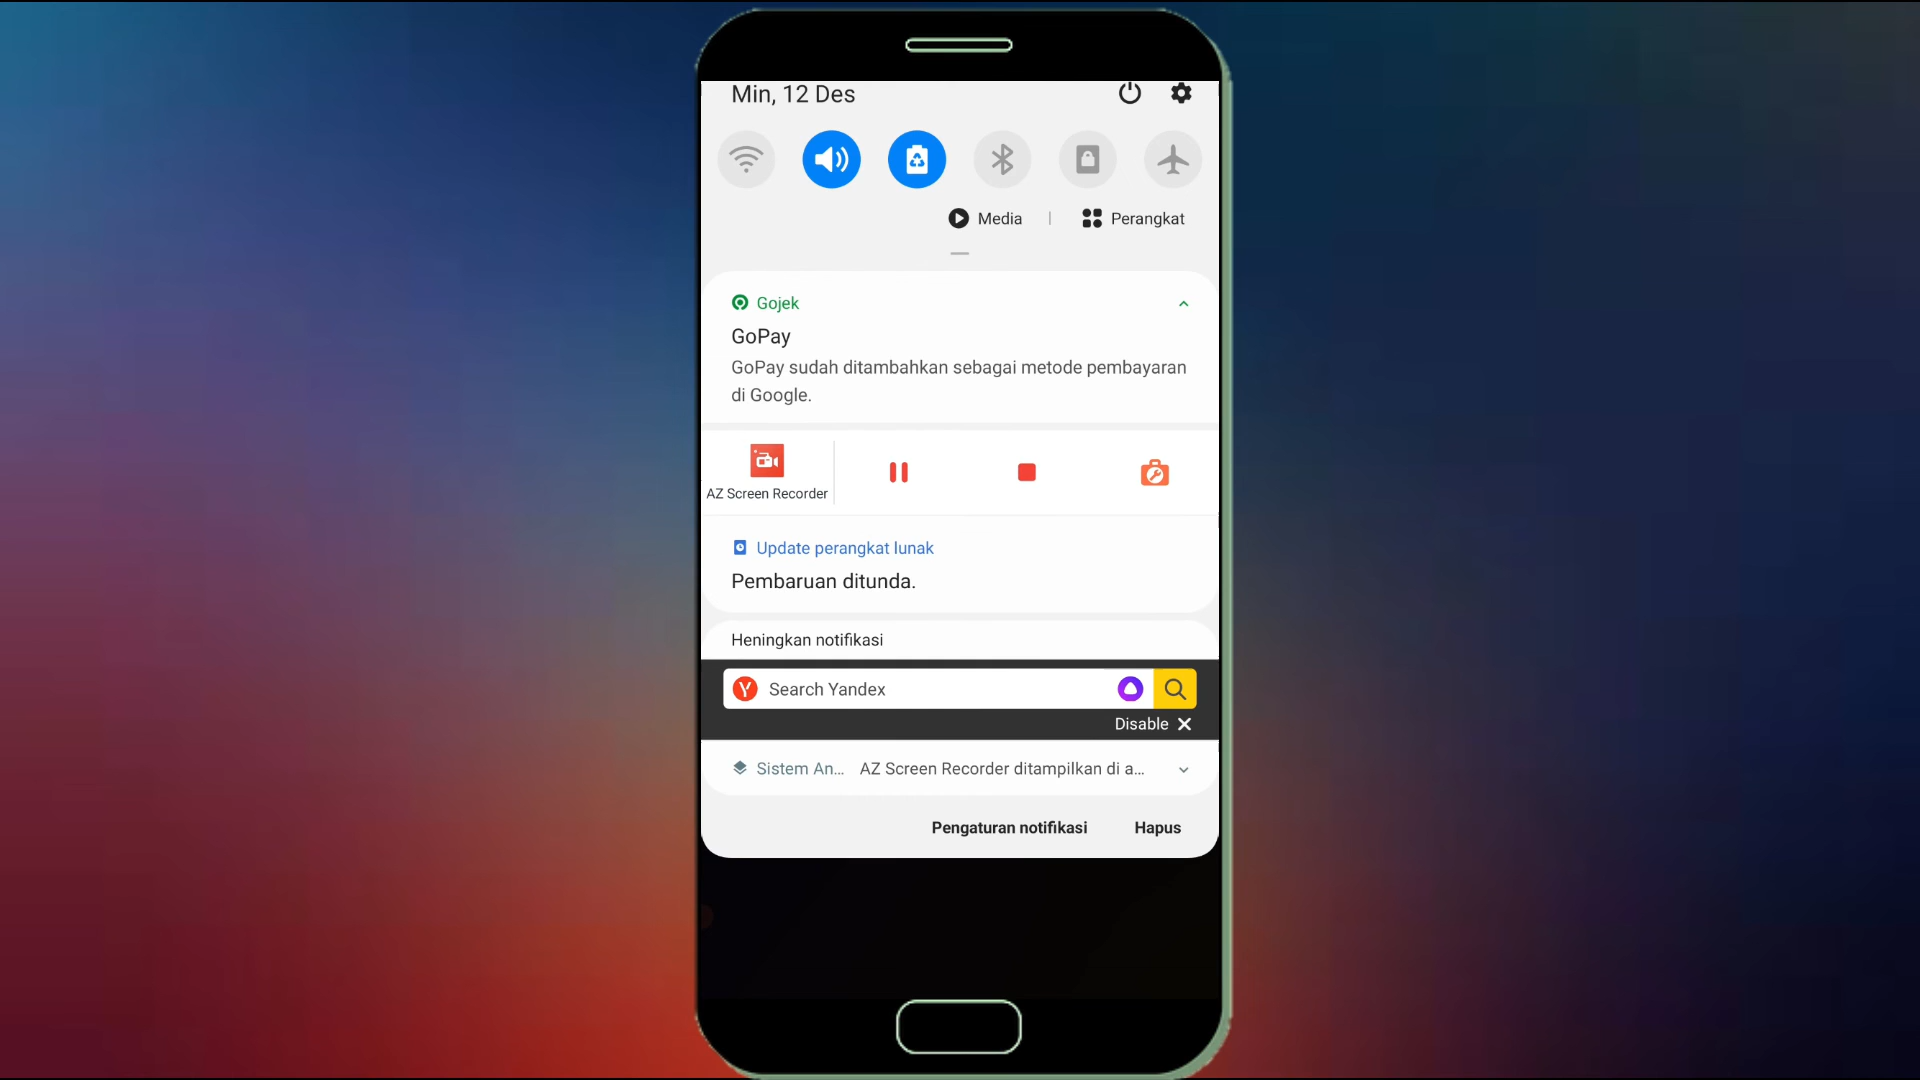 Min, 12 Des
Media | Perangkat
Gojek
GoPay
GoPay sudah ditambahkan sebagai metode pembayaran
di Google.
AZ Screen Recorder
Update perangkat lunak
Pembaruan ditunda.
Heningkan notifikasi
Y Search Yandex
Disable
Sistem An... AZ Screen Recorder ditampilkan di a...
Pengaturan notifikasi Hapus